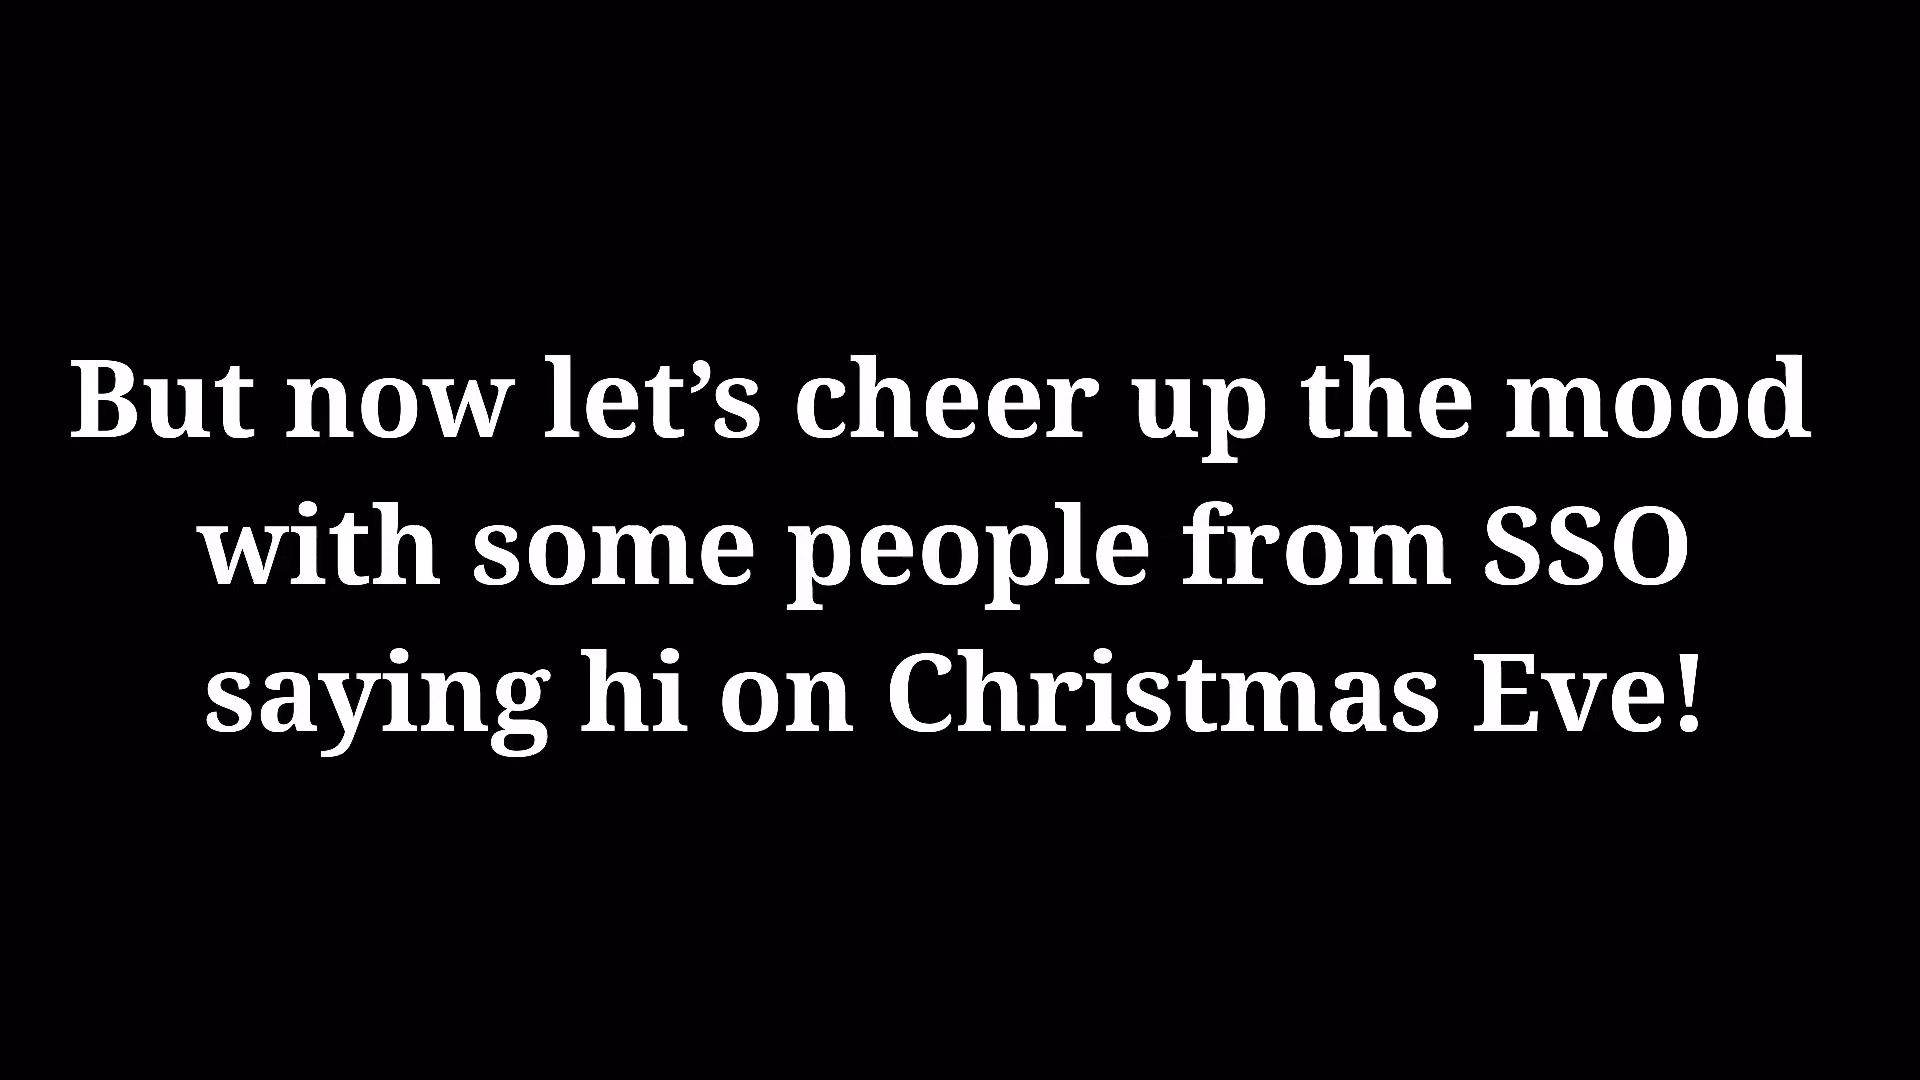 But now let’s cheer up the mood
with some people from SSO
saying hi on Christmas Eve!